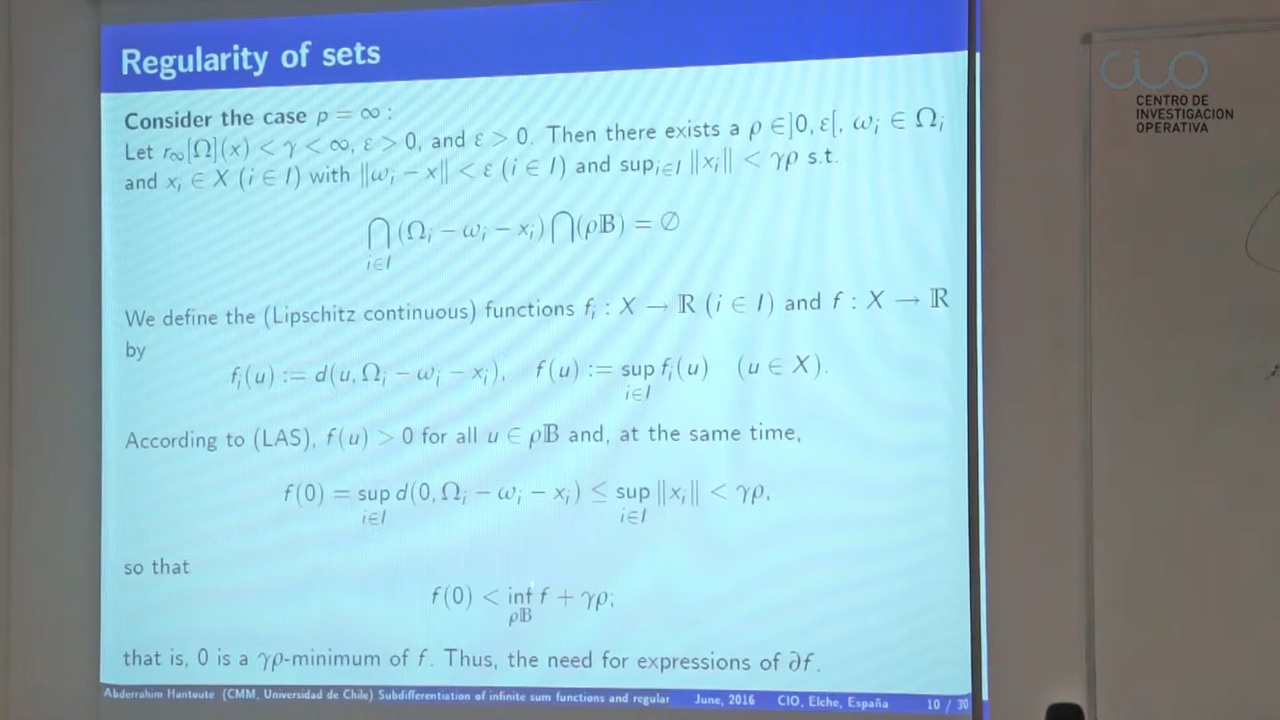 Regularity of sets
Consider the case p = ∞ :
Let r∞[Ω](x) < γ < ∞, ε > 0, and ε > 0. Then there exists a ρ ∈]0, ε[, ωᵢ ∈ Ωᵢ
and xᵢ ∈ X (i ∈ I) with ‖ωᵢ − x‖ < ε (i ∈ I) and supᵢ∈I ‖xᵢ‖ < γρ s.t.
⋂ (Ωᵢ − ωᵢ − xᵢ) ⋂(ρ𝔹) = ∅
i∈I
We define the (Lipschitz continuous) functions fᵢ : X → ℝ (i ∈ I) and f : X → ℝ
by
fᵢ(u) := d(u, Ωᵢ − ωᵢ − xᵢ), f(u) := sup fᵢ(u) (u ∈ X).
i∈I
According to (LAS), f(u) > 0 for all u ∈ ρ𝔹 and, at the same time,
f(0) = sup d(0, Ωᵢ − ωᵢ − xᵢ) ≤ sup ‖xᵢ‖ < γρ,
i∈I i∈I
so that
f(0) < inf f + γρ;
ρ𝔹
that is, 0 is a γρ-minimum of f. Thus, the need for expressions of ∂f.
Abderrahim Hantoute (CMM, Universidad de Chile) Subdifferentiation of infinite sum functions and regular June, 2016 CIO, Elche, España 10 / 30
CIO
CENTRO DE
INVESTIGACION
OPERATIVA